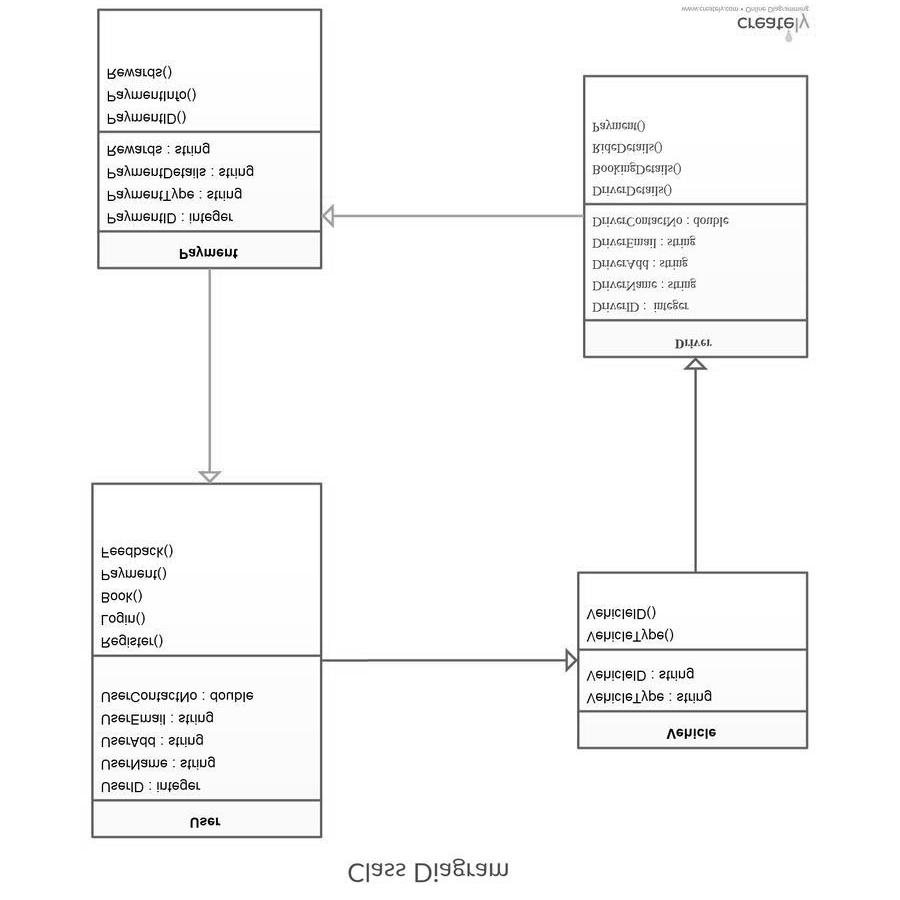 Class Diagram
User
UserID : integer
UserName : string
UserAdd : string
UserEmail : string
UserContactNo : double
Register()
Login()
Book()
Payment()
Feedback()
Vehicle
VehicleType : string
VehicleID : string
VehicleType()
VehicleID()
Payment
PaymentID : integer
PaymentType : string
PaymentDetails : string
Rewards : string
PaymentID()
PaymentInfo()
Rewards()
Driver
DriverID : integer
DriverName : string
DriverAdd : string
DriverEmail : string
DriverContactNo : double
DriverDetails()
BookingDetails()
RideDetails()
Payment()
creately
www.creately.com • Online Diagramming